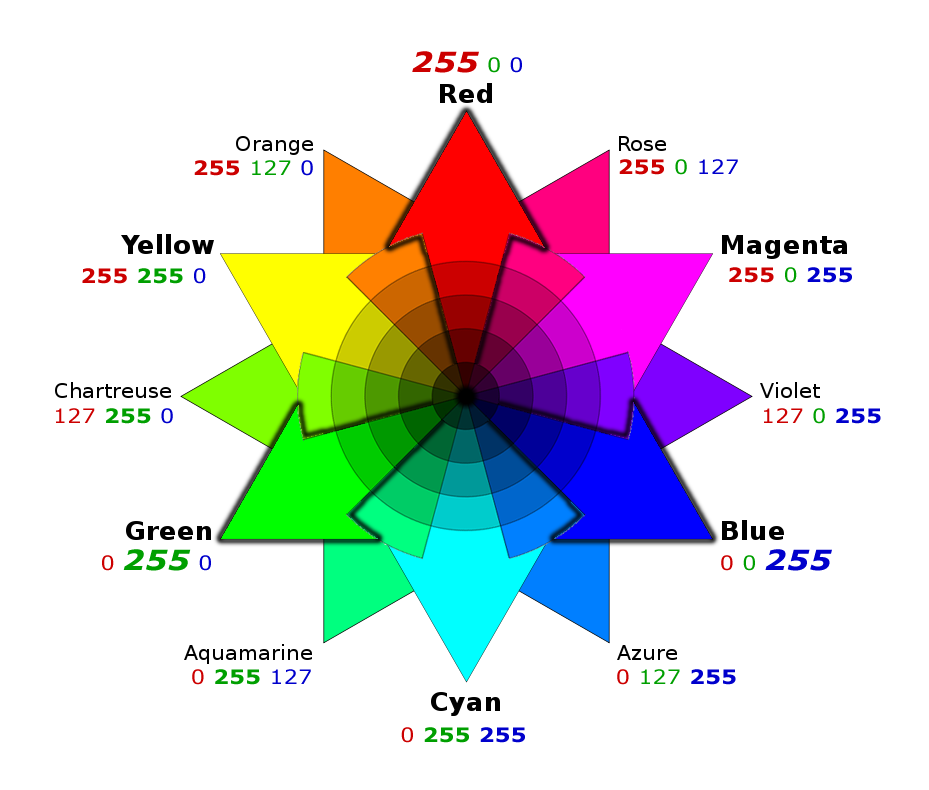 255 0 0
Red
Orange
255 127 0
Rose
255 0 127
Yellow
255 255 0
Magenta
255 0 255
Chartreuse
127 255 0
Violet
127 0 255
Green
0 255 0
Blue
0 0 255
Aquamarine
0 255 127
Azure
0 127 255
Cyan
0 255 255